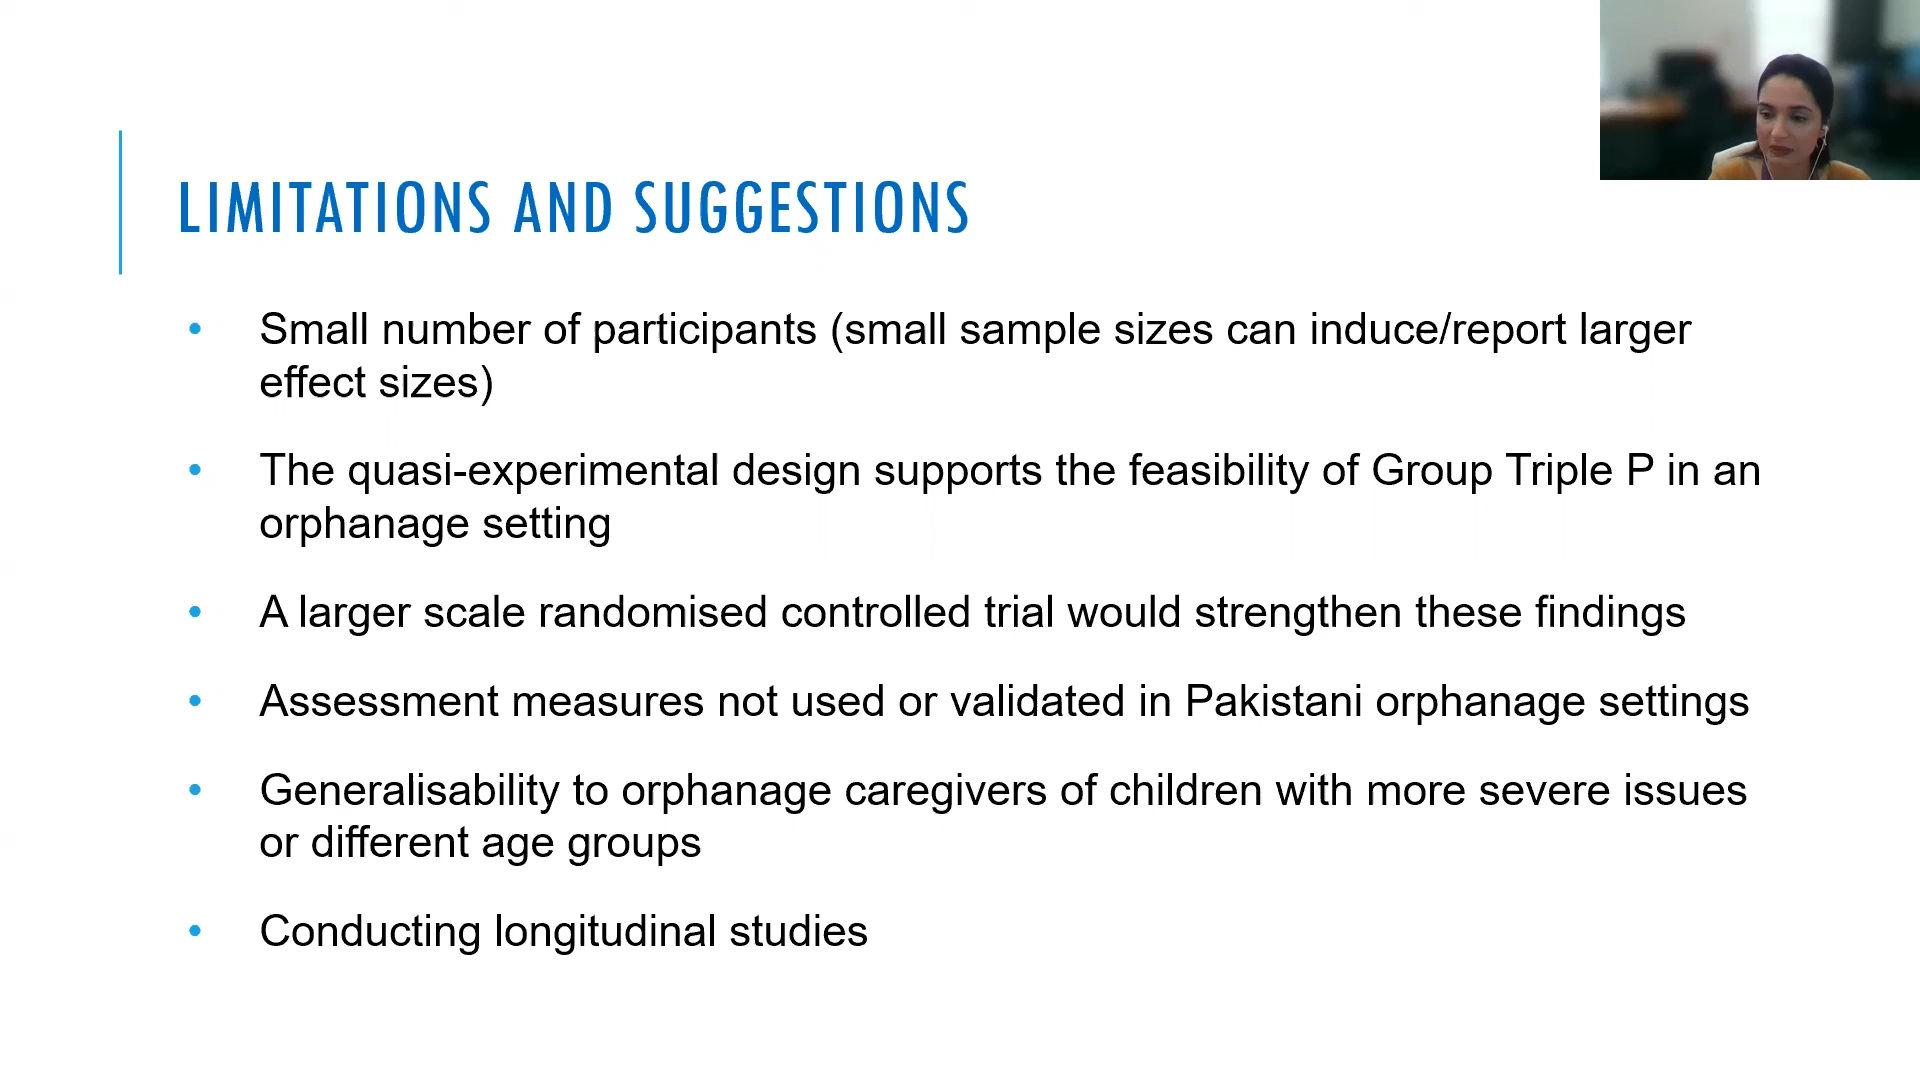 LIMITATIONS AND SUGGESTIONS
• Small number of participants (small sample sizes can induce/report larger
effect sizes)
• The quasi-experimental design supports the feasibility of Group Triple P in an
orphanage setting
• A larger scale randomised controlled trial would strengthen these findings
• Assessment measures not used or validated in Pakistani orphanage settings
• Generalisability to orphanage caregivers of children with more severe issues
or different age groups
• Conducting longitudinal studies